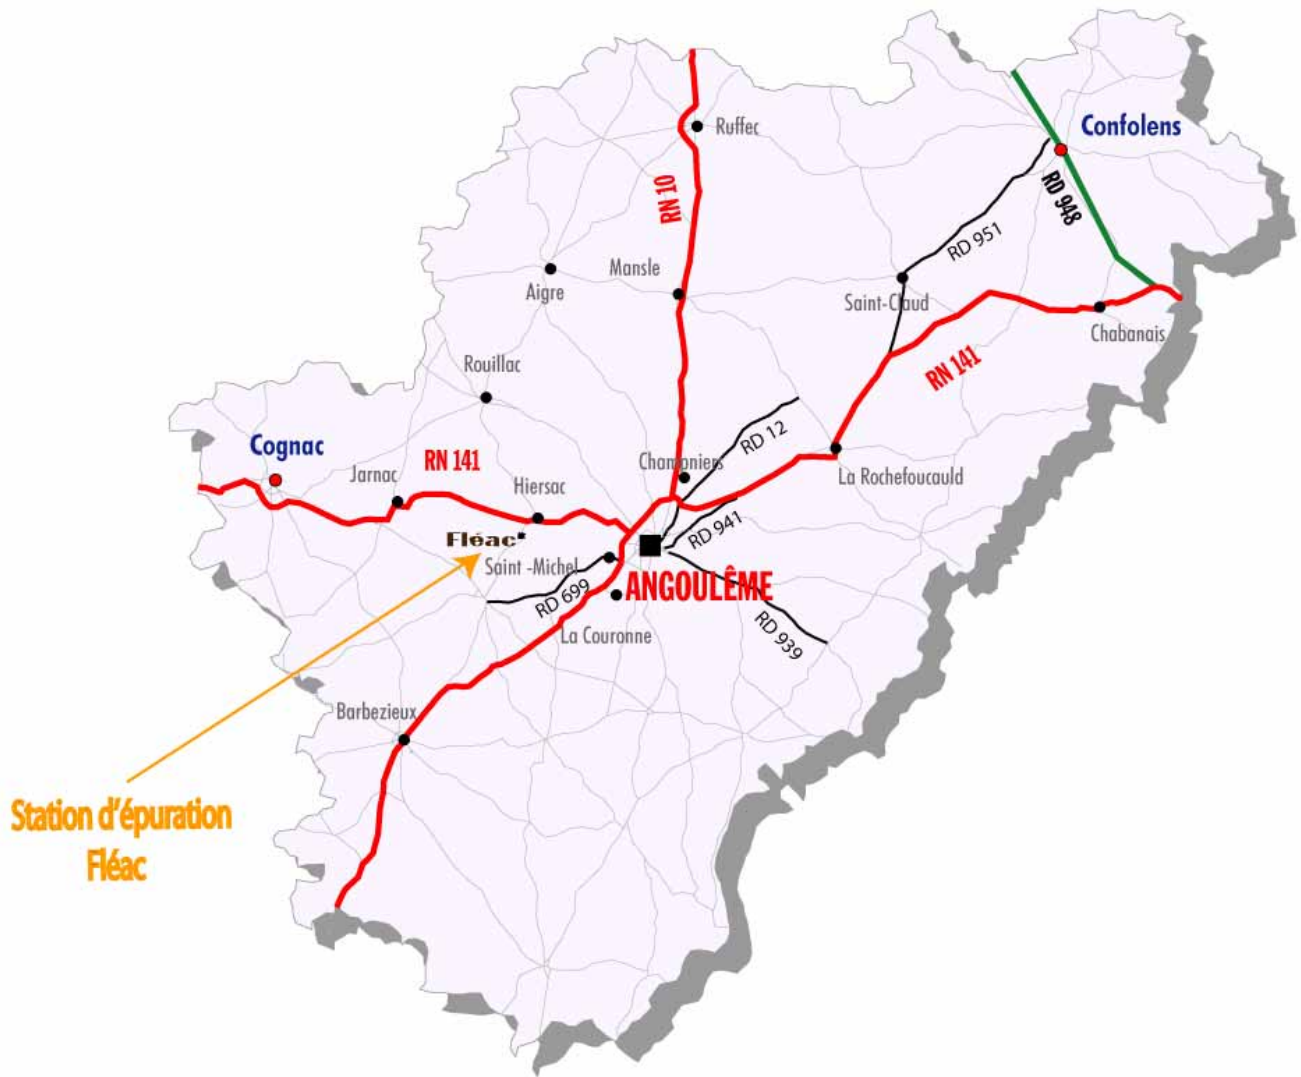 Confolens
Ruffec
RN 10
RD 948
RD 951
Mansle
Aigre
Saint-Claud
Chabanais
RN 141
Rouillac
RD 12
Cognac
Jarnac
RN 141
Hiersac
Champniers
La Rochefoucauld
RD 941
Fléac
Saint -Michel
ANGOULÊME
RD 699
La Couronne
RD 939
Barbezieux
Station d'épuration
Fléac